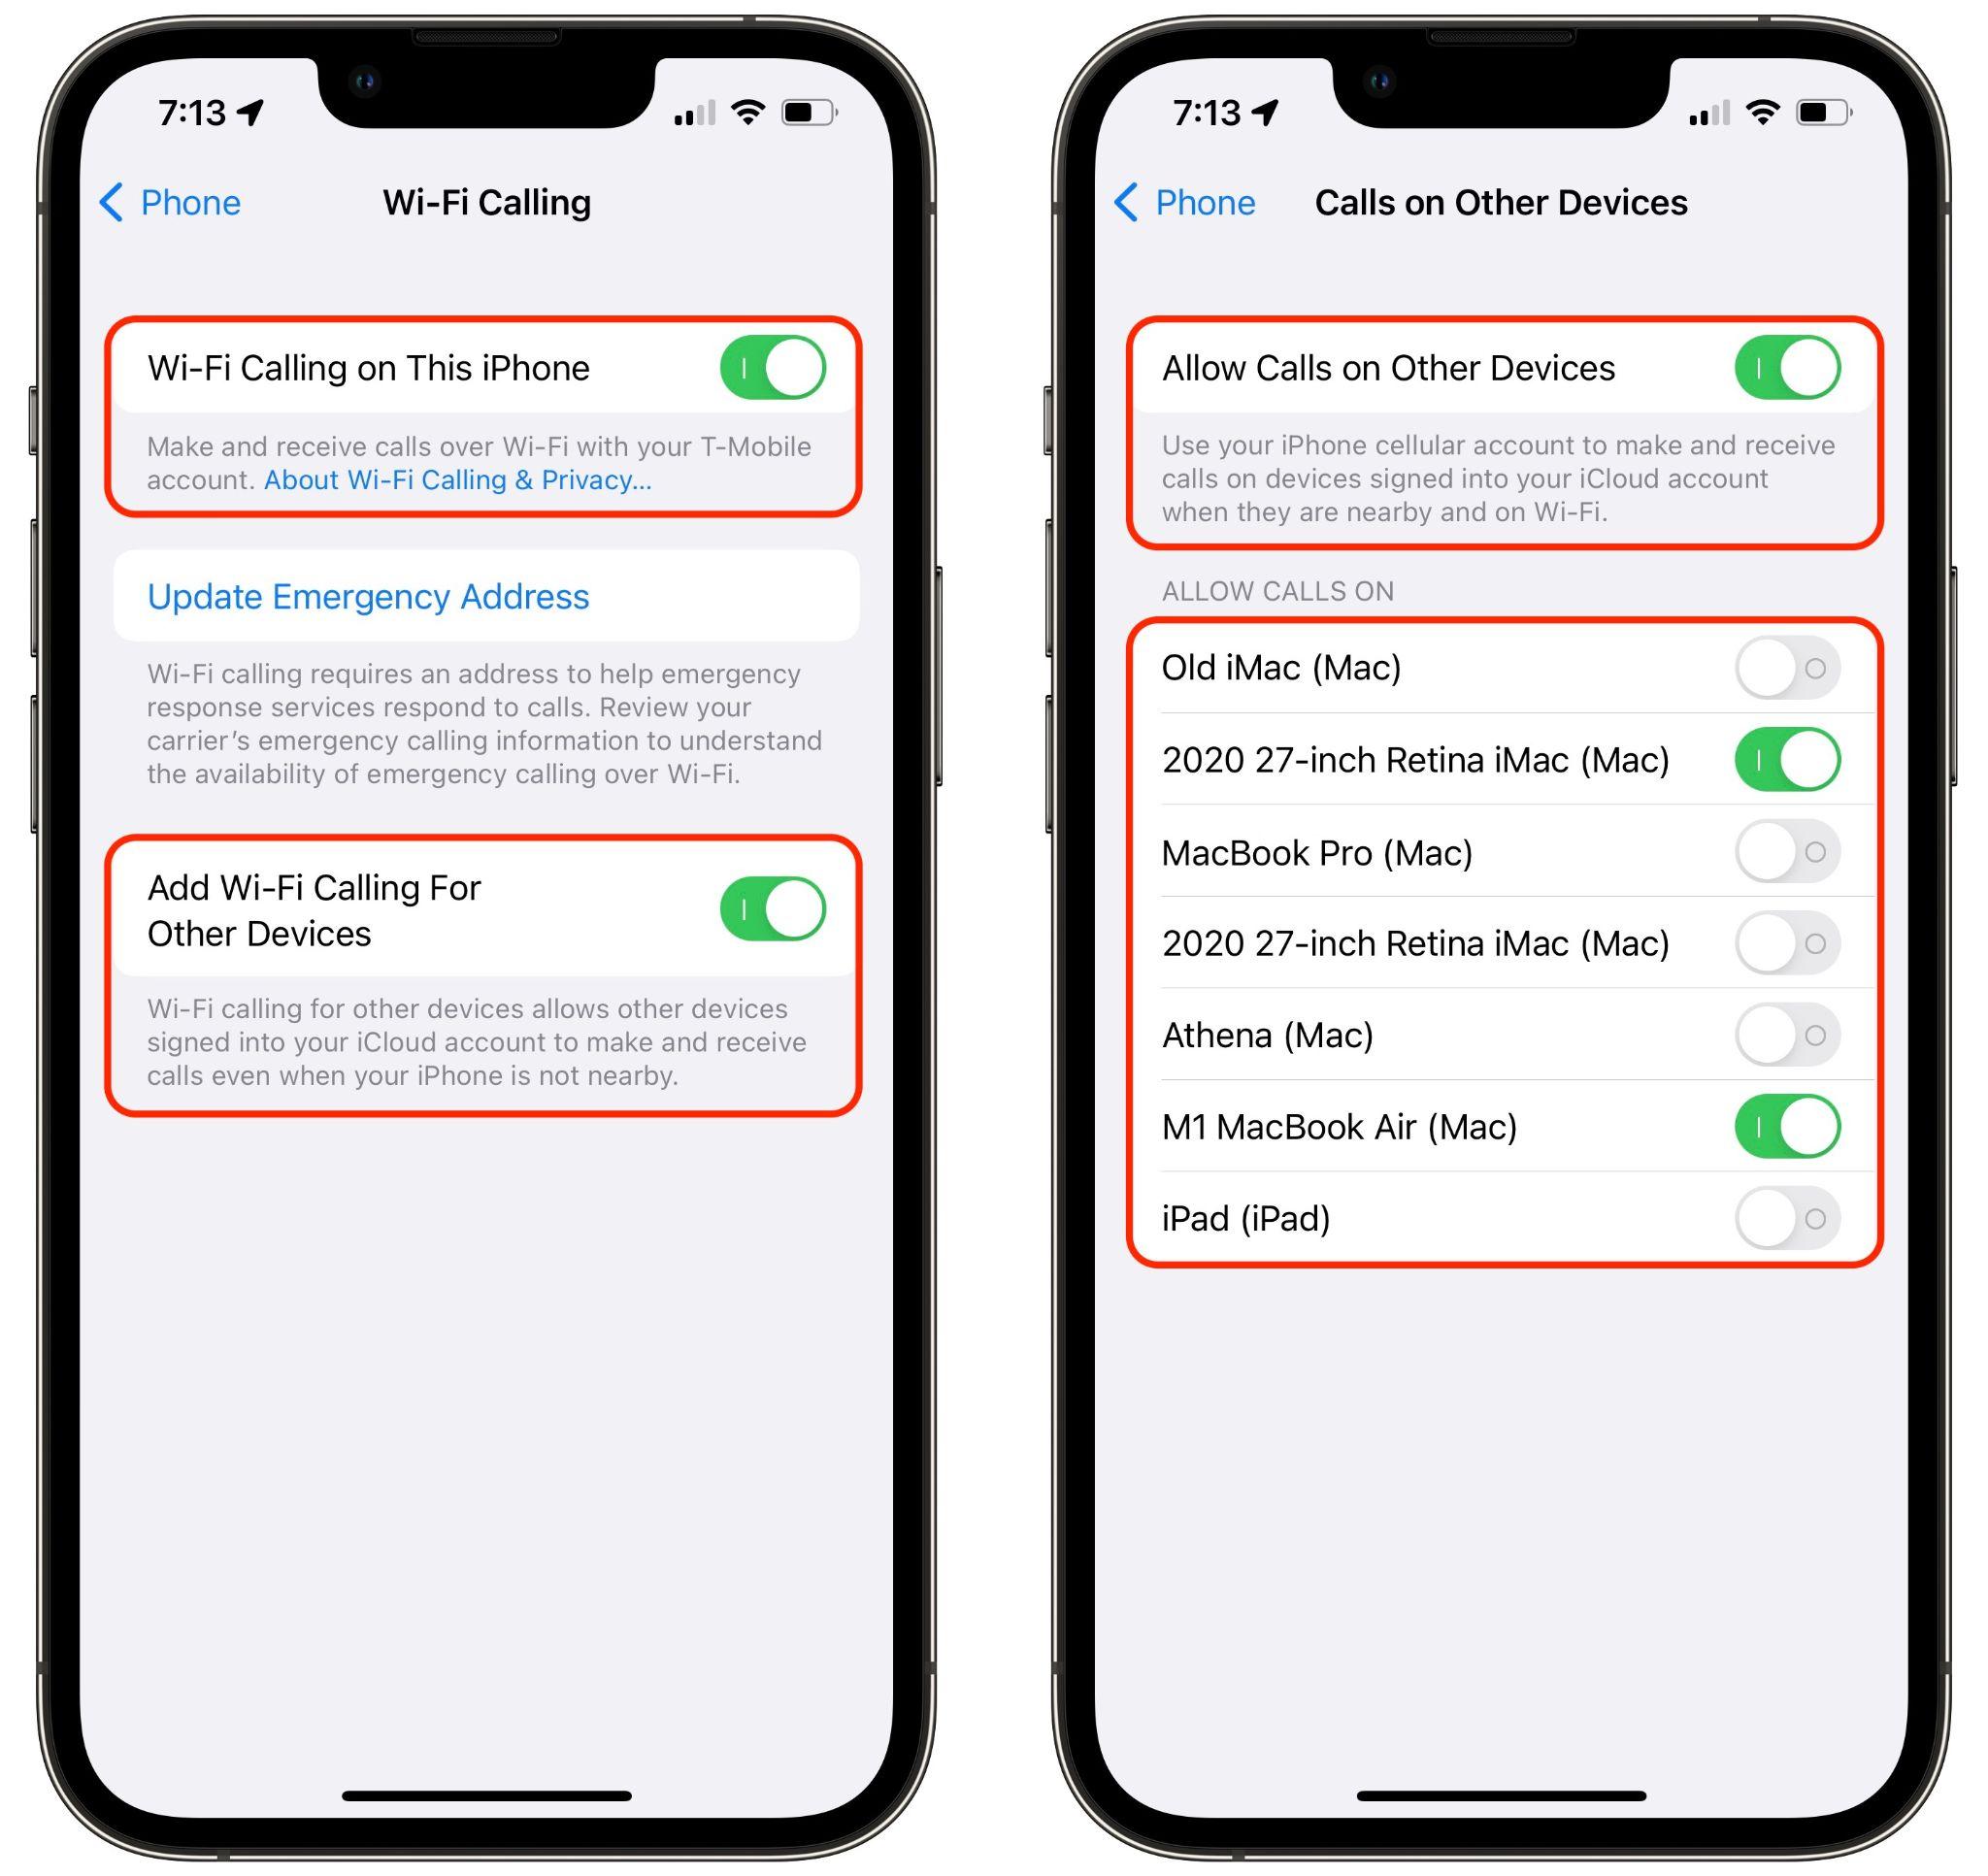 7:13
Phone
Wi-Fi Calling
Wi-Fi Calling on This iPhone
Make and receive calls over Wi-Fi with your T-Mobile
account. About Wi-Fi Calling & Privacy...
Update Emergency Address
Wi-Fi calling requires an address to help emergency
response services respond to calls. Review your
carrier's emergency calling information to understand
the availability of emergency calling over Wi-Fi.
Add Wi-Fi Calling For
Other Devices
Wi-Fi calling for other devices allows other devices
signed into your iCloud account to make and receive
calls even when your iPhone is not nearby.
7:13
Phone
Calls on Other Devices
Allow Calls on Other Devices
Use your iPhone cellular account to make and receive
calls on devices signed into your iCloud account
when they are nearby and on Wi-Fi.
ALLOW CALLS ON
Old iMac (Mac)
2020 27-inch Retina iMac (Mac)
MacBook Pro (Mac)
2020 27-inch Retina iMac (Mac)
Athena (Mac)
M1 MacBook Air (Mac)
iPad (iPad)